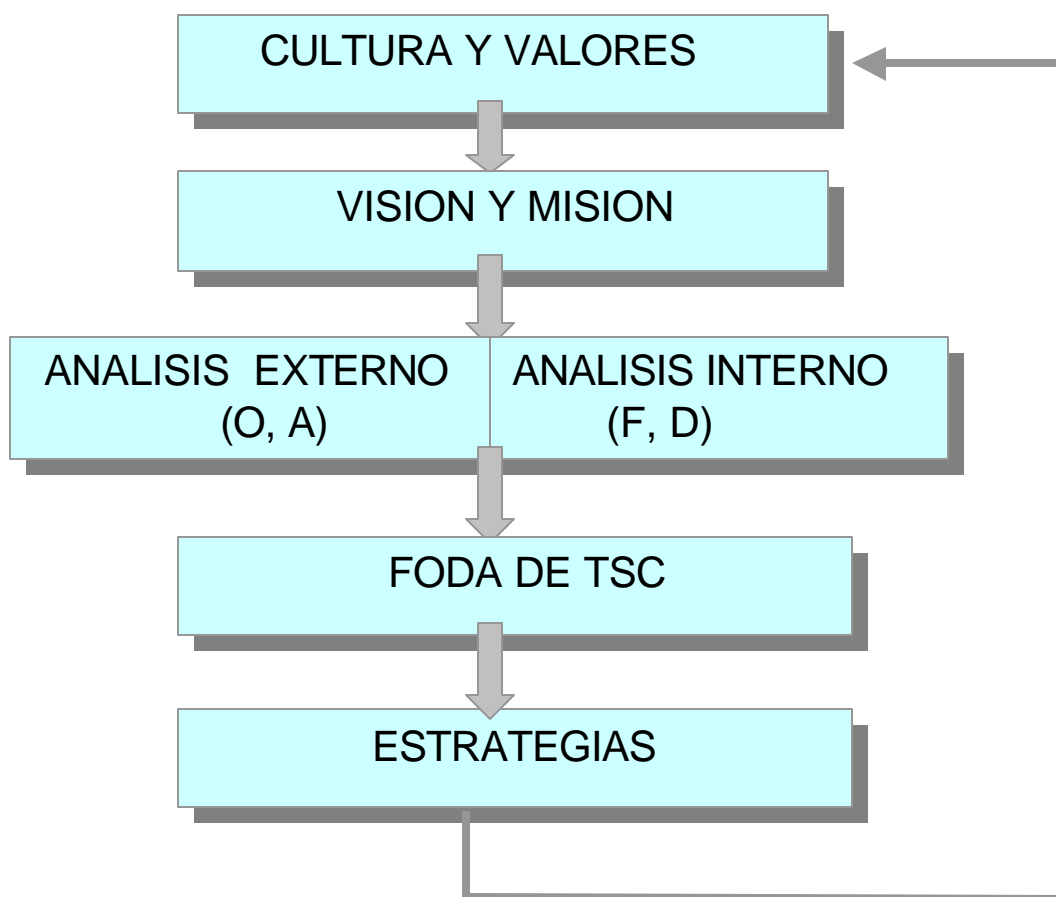 CULTURA Y VALORES
VISION Y MISION
ANALISIS EXTERNO
(O, A)
ANALISIS INTERNO
(F, D)
FODA DE TSC
ESTRATEGIAS